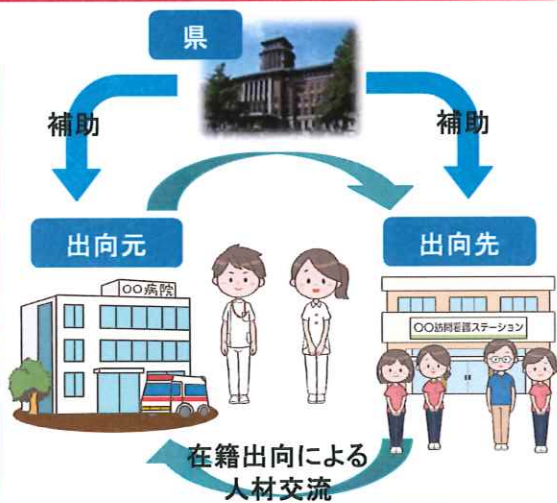 県
補助
補助
出向元
出向先
〇〇病院
〇〇訪問看護ステーション
在籍出向による
人材交流